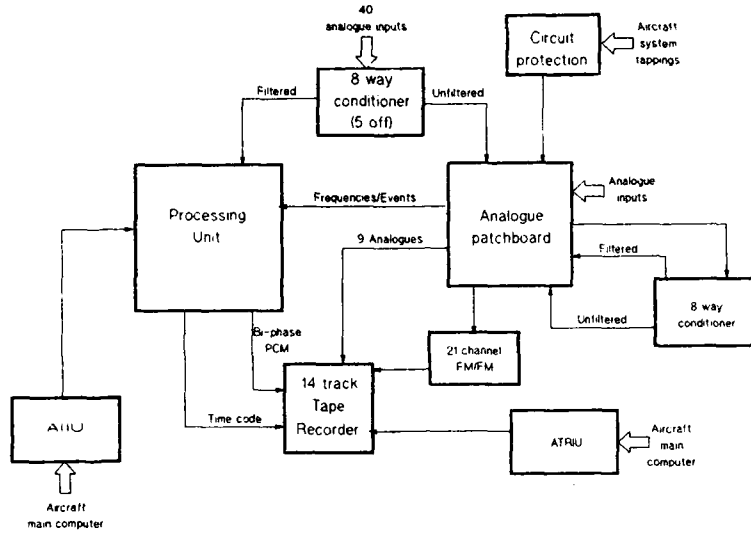 40
analogue inputs
8 way
conditioner
(5 off)
Filtered
Unfiltered
Circuit
protection
Aircraft
system
tappings
Processing
Unit
Frequencies/Events
Analogue
patchboard
Analogue
inputs
9 Analogues
Filtered
Unfiltered
8 way
conditioner
Bi-phase
PCM
21 channel
FM/FM
14 track
Tape
Recorder
Time code
ATRIU
Aircraft
main
computer
Aircraft
main computer